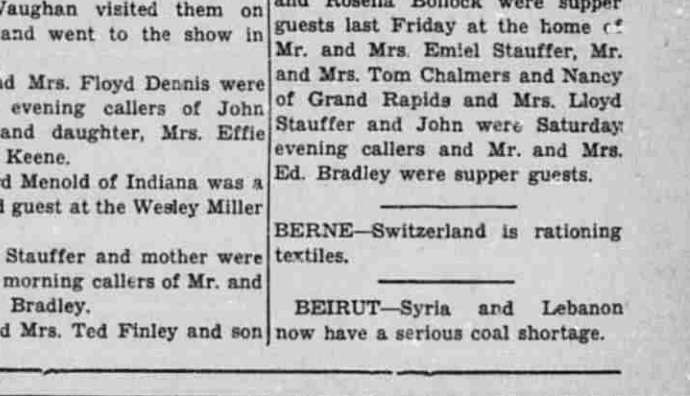 Vaughan visited them on
and went to the show in
Mrs. Floyd Dennis were
evening callers of John
and daughter, Mrs. Effie
Keene.
Menold of Indiana was a
guest at the Wesley Miller
Stauffer and mother were
morning callers of Mr. and
Bradley.
Mrs. Ted Finley and son
and Rosella Bollock were supper
guests last Friday at the home of
Mr. and Mrs. Emiel Stauffer, Mr.
and Mrs. Tom Chalmers and Nancy
of Grand Rapids and Mrs. Lloyd
Stauffer and John were Saturday
evening callers and Mr. and Mrs.
Ed. Bradley were supper guests.
BERNE—Switzerland is rationing
textiles.
BEIRUT—Syria and Lebanon
now have a serious coal shortage.